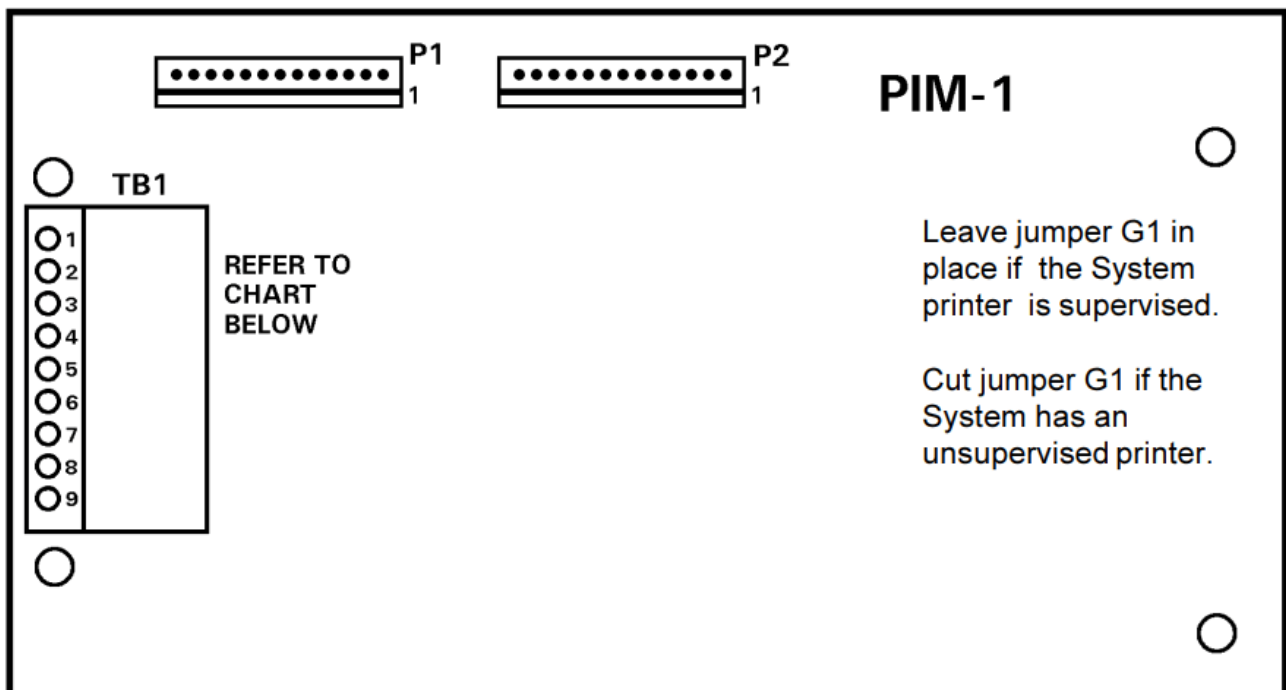 P1
1
P2
1
PIM-1
TB1
1
2
3
4
5
6
7
8
9
REFER TO
CHART
BELOW
Leave jumper G1 in
place if the System
printer is supervised.
Cut jumper G1 if the
System has an
unsupervised printer.